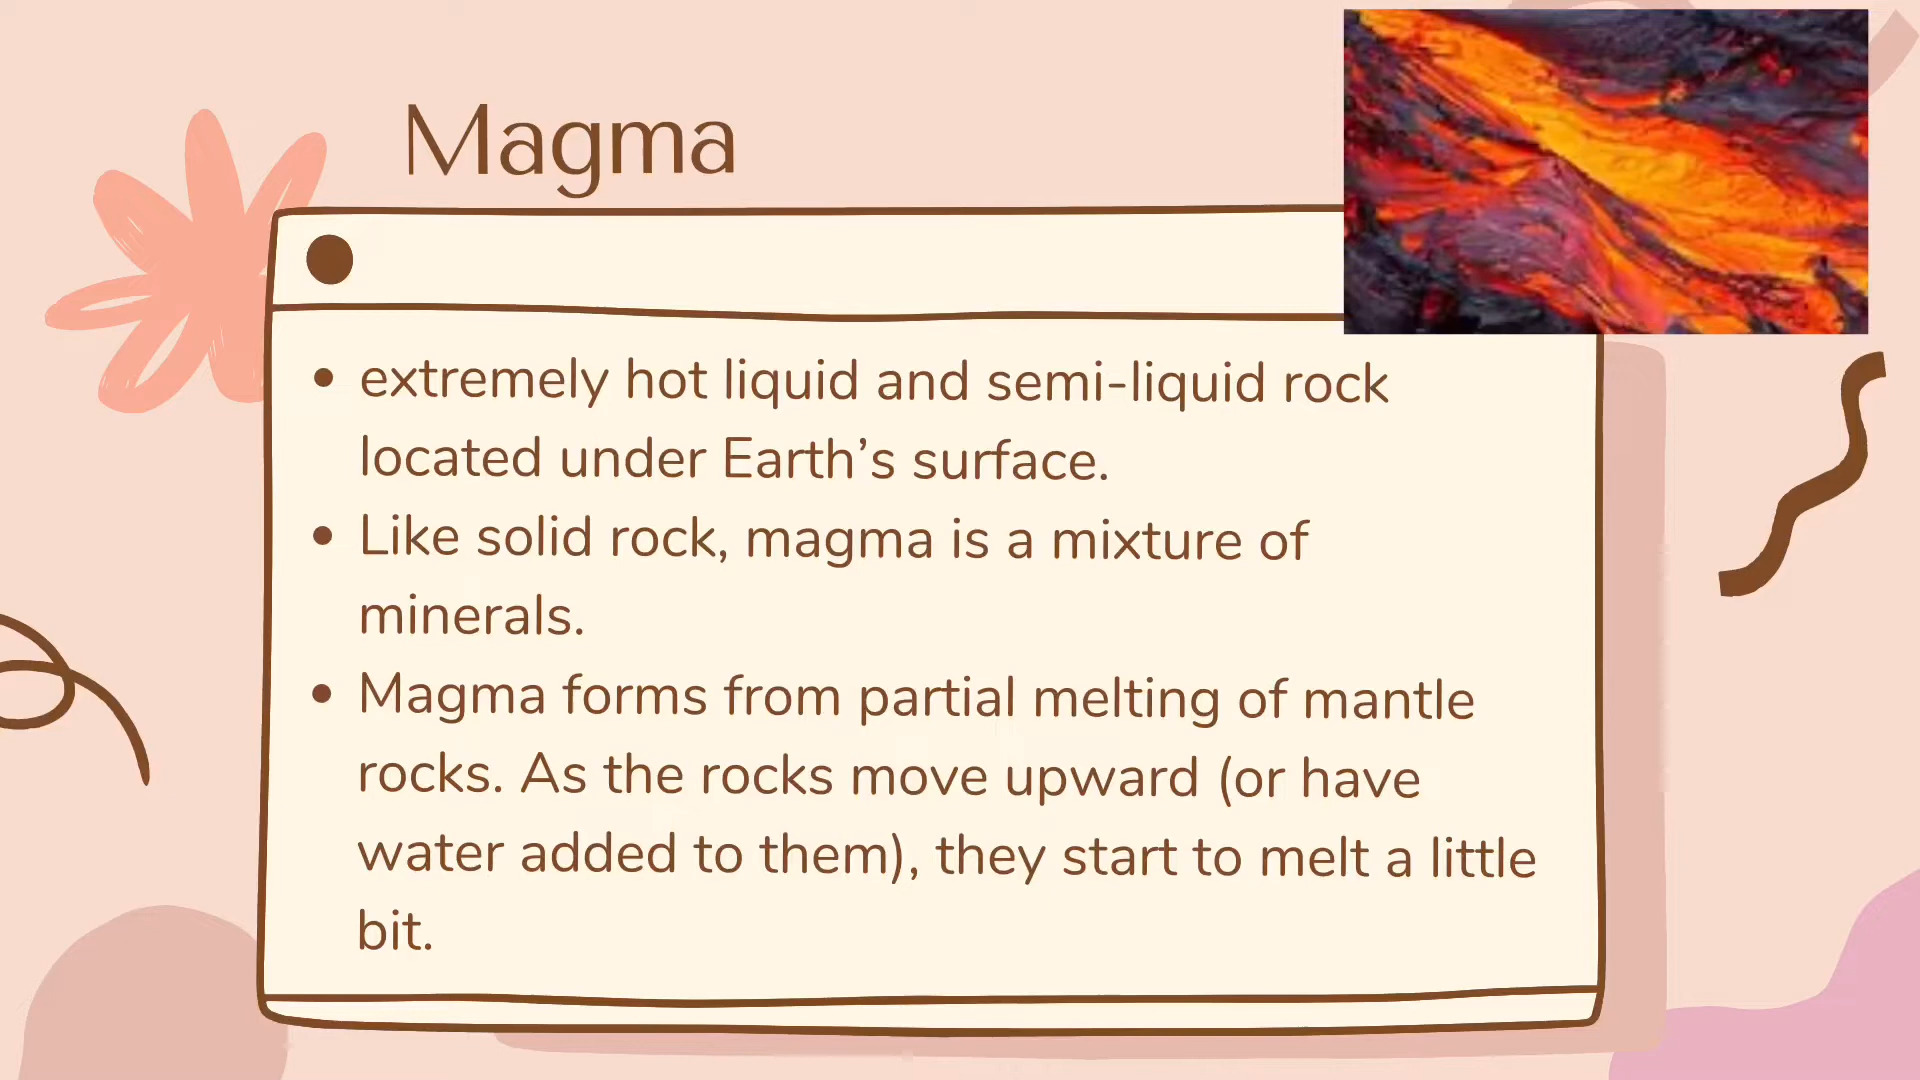 Magma
• extremely hot liquid and semi-liquid rock
located under Earth’s surface.
• Like solid rock, magma is a mixture of
minerals.
• Magma forms from partial melting of mantle
rocks. As the rocks move upward (or have
water added to them), they start to melt a little
bit.